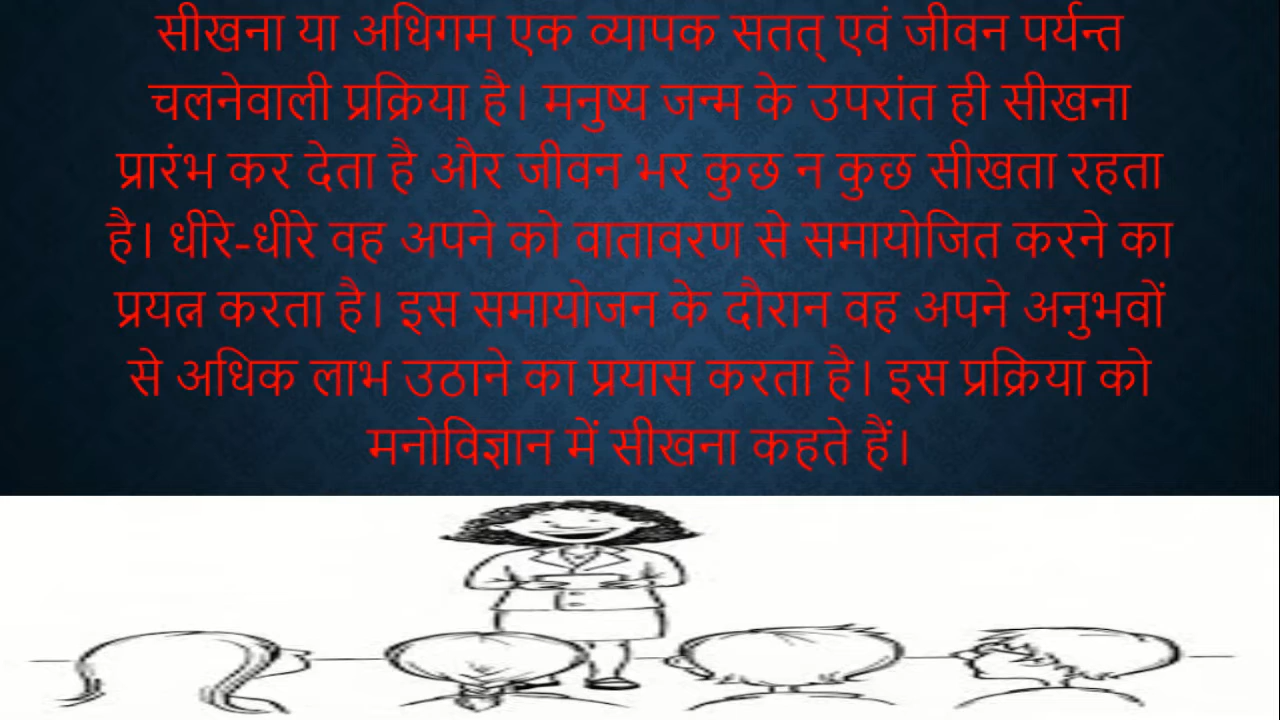 सीखना या अधिगम एक व्यापक सतत् एवं जीवन पर्यन्त
चलनेवाली प्रक्रिया है। मनुष्य जन्म के उपरांत ही सीखना
प्रारंभ कर देता है और जीवन भर कुछ न कुछ सीखता रहता
है। धीरे-धीरे वह अपने को वातावरण से समायोजित करने का
प्रयत्न करता है। इस समायोजन के दौरान वह अपने अनुभवों
से अधिक लाभ उठाने का प्रयास करता है। इस प्रक्रिया को
मनोविज्ञान में सीखना कहते हैं।